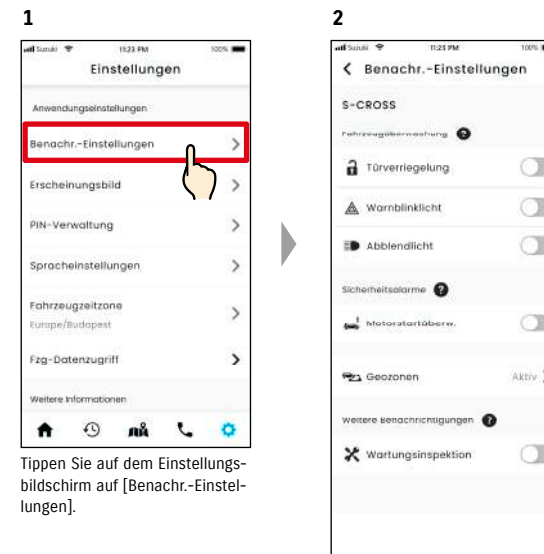 1
Suzuki 11:23 PM 100%
Einstellungen
Anwendungseinstellungen
Benachr.-Einstellungen
Erscheinungsbild
PIN-Verwaltung
Spracheinstellungen
Fahrzeugzeitzone
Europe/Budapest
Fzg-Datenzugriff
Weitere Informationen
Tippen Sie auf dem Einstellungs-
bildschirm auf [Benachr.-Einstel-
lungen].
2
Suzuki 11:23 PM 100%
Benachr.-Einstellungen
S-CROSS
Fahrzeugüberwachung ?
Türverriegelung
Warnblinklicht
Abblendlicht
Sicherheitsalarme ?
Motorstartüberw.
Geozonen Aktiv
Weitere Benachrichtigungen ?
Wartungsinspektion